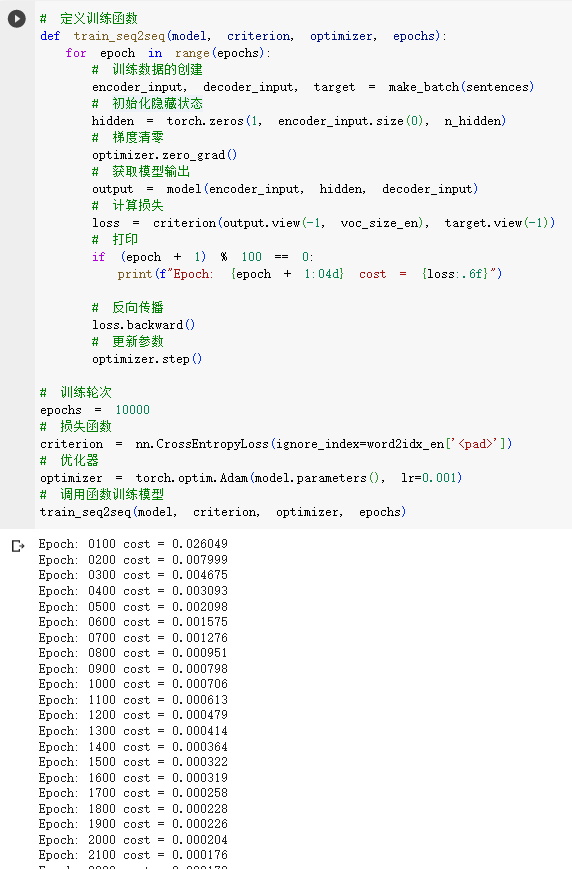 # 定义训练函数
def train_seq2seq(model, criterion, optimizer, epochs):
    for epoch in range(epochs):
        # 训练数据的创建
        encoder_input, decoder_input, target = make_batch(sentences)
        # 初始化隐藏状态
        hidden = torch.zeros(1, encoder_input.size(0), n_hidden)
        # 梯度清零
        optimizer.zero_grad()
        # 获取模型输出
        output = model(encoder_input, hidden, decoder_input)
        # 计算损失
        loss = criterion(output.view(-1, voc_size_en), target.view(-1))
        # 打印
        if (epoch + 1) % 100 == 0:
            print(f"Epoch: {epoch + 1:04d} cost = {loss:.6f}")

        # 反向传播
        loss.backward()
        # 更新参数
        optimizer.step()

# 训练轮次
epochs = 10000
# 损失函数
criterion = nn.CrossEntropyLoss(ignore_index=word2idx_en['<pad>'])
# 优化器
optimizer = torch.optim.Adam(model.parameters(), lr=0.001)
# 调用函数训练模型
train_seq2seq(model, criterion, optimizer, epochs)
Epoch: 0100 cost = 0.026049
Epoch: 0200 cost = 0.007999
Epoch: 0300 cost = 0.004675
Epoch: 0400 cost = 0.003093
Epoch: 0500 cost = 0.002098
Epoch: 0600 cost = 0.001575
Epoch: 0700 cost = 0.001276
Epoch: 0800 cost = 0.000951
Epoch: 0900 cost = 0.000798
Epoch: 1000 cost = 0.000706
Epoch: 1100 cost = 0.000613
Epoch: 1200 cost = 0.000479
Epoch: 1300 cost = 0.000414
Epoch: 1400 cost = 0.000364
Epoch: 1500 cost = 0.000322
Epoch: 1600 cost = 0.000319
Epoch: 1700 cost = 0.000258
Epoch: 1800 cost = 0.000228
Epoch: 1900 cost = 0.000226
Epoch: 2000 cost = 0.000204
Epoch: 2100 cost = 0.000176